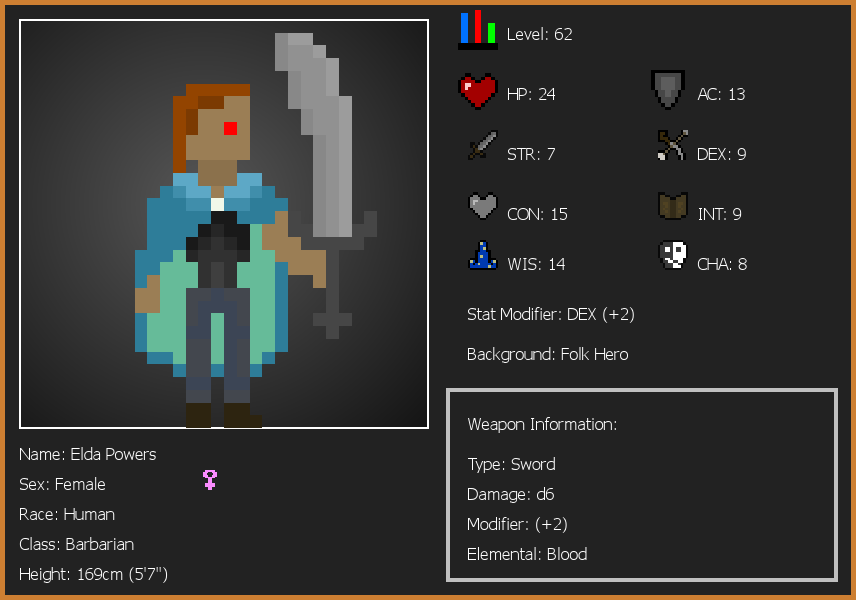 Level: 62
HP: 24
AC: 13
STR: 7
DEX: 9
CON: 15
INT: 9
WIS: 14
CHA: 8
Stat Modifier: DEX (+2)
Background: Folk Hero
Weapon Information:
Type: Sword
Damage: d6
Modifier: (+2)
Elemental: Blood
Name: Elda Powers
Sex: Female
Race: Human
Class: Barbarian
Height: 169cm (5'7")